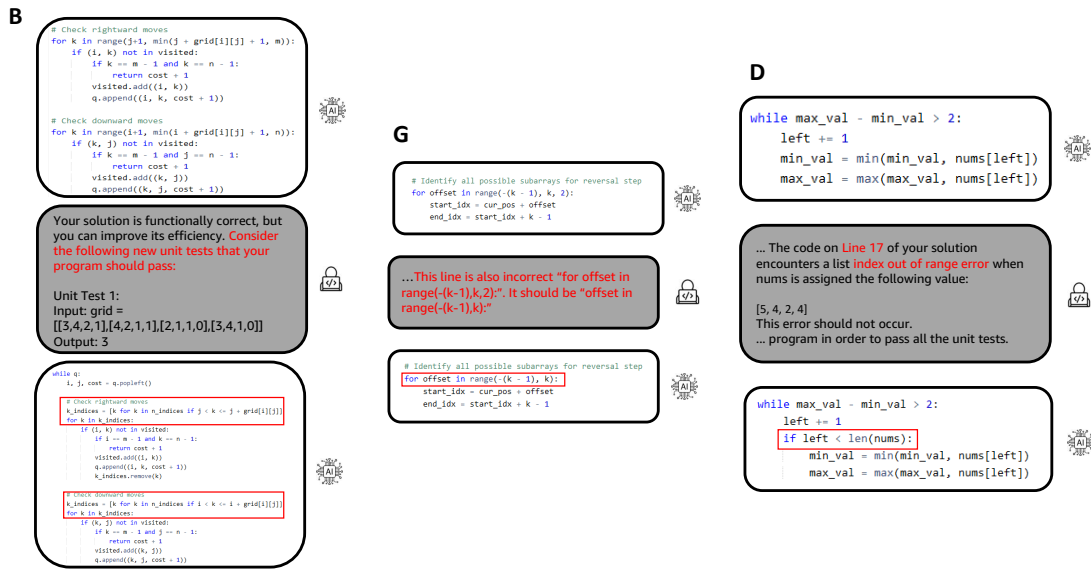 B
# Check rightward moves
for k in range(j+1, min(j + grid[i][j] + 1, m)):
if (i, k) not in visited:
if k == m - 1 and k == n - 1:
return cost + 1
visited.add((i, k))
q.append((i, k, cost + 1))
# Check downward moves
for k in range(i+1, min(i + grid[i][j] + 1, n)):
if (k, j) not in visited:
if k == m - 1 and j == n - 1:
return cost + 1
visited.add((k, j))
q.append((k, j, cost + 1))
AI
Your solution is functionally correct, but
you can improve its efficiency. Consider
the following new unit tests that your
program should pass:
Unit Test 1:
Input: grid =
[[3,4,2,1],[4,2,1,1],[2,1,1,0],[3,4,1,0]]
Output: 3
while q:
i, j, cost = q.popleft()
# Check rightward moves
k_indices = [k for k in n_indices if j < k <= j + grid[i][j]]
for k in k_indices:
if (i, k) not in visited:
if i == m - 1 and k == n - 1:
return cost + 1
visited.add((i, k))
q.append((i, k, cost + 1))
k_indices.remove(k)
# Check downward moves
k_indices = [k for k in n_indices if i < k <= i + grid[i][j]]
for k in k_indices:
if (k, j) not in visited:
if k == m - 1 and j == n - 1:
return cost + 1
visited.add((k, j))
q.append((k, j, cost + 1))
AI
G
# Identify all possible subarrays for reversal step
for offset in range(-(k - 1), k, 2):
start_idx = cur_pos + offset
end_idx = start_idx + k - 1
AI
...This line is also incorrect “for offset in
range(-(k-1),k,2):”. It should be “offset in
range(-(k-1),k):”
# Identify all possible subarrays for reversal step
for offset in range(-(k - 1), k):
start_idx = cur_pos + offset
end_idx = start_idx + k - 1
AI
D
while max_val - min_val > 2:
left += 1
min_val = min(min_val, nums[left])
max_val = max(max_val, nums[left])
AI
... The code on Line 17 of your solution
encounters a list index out of range error when
nums is assigned the following value:
[5, 4, 2, 4]
This error should not occur.
... program in order to pass all the unit tests.
while max_val - min_val > 2:
left += 1
if left < len(nums):
min_val = min(min_val, nums[left])
max_val = max(max_val, nums[left])
AI